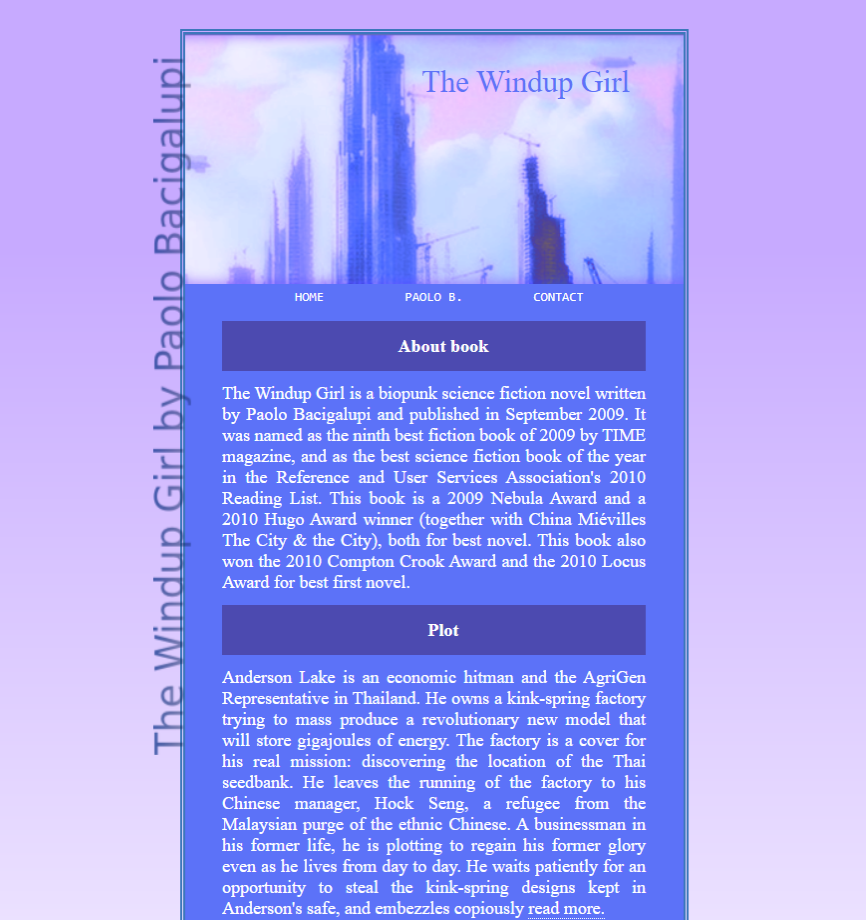 The Windup Girl by Paolo Bacigalupi
The Windup Girl
HOME PAOLO B. CONTACT
About book
The Windup Girl is a biopunk science fiction novel written
by Paolo Bacigalupi and published in September 2009. It
was named as the ninth best fiction book of 2009 by TIME
magazine, and as the best science fiction book of the year
in the Reference and User Services Association's 2010
Reading List. This book is a 2009 Nebula Award and a
2010 Hugo Award winner (together with China Miévilles
The City & the City), both for best novel. This book also
won the 2010 Compton Crook Award and the 2010 Locus
Award for best first novel.
Plot
Anderson Lake is an economic hitman and the AgriGen
Representative in Thailand. He owns a kink-spring factory
trying to mass produce a revolutionary new model that
will store gigajoules of energy. The factory is a cover for
his real mission: discovering the location of the Thai
seedbank. He leaves the running of the factory to his
Chinese manager, Hock Seng, a refugee from the
Malaysian purge of the ethnic Chinese. A businessman in
his former life, he is plotting to regain his former glory
even as he lives from day to day. He waits patiently for an
opportunity to steal the kink-spring designs kept in
Anderson's safe, and embezzles copiously read more.